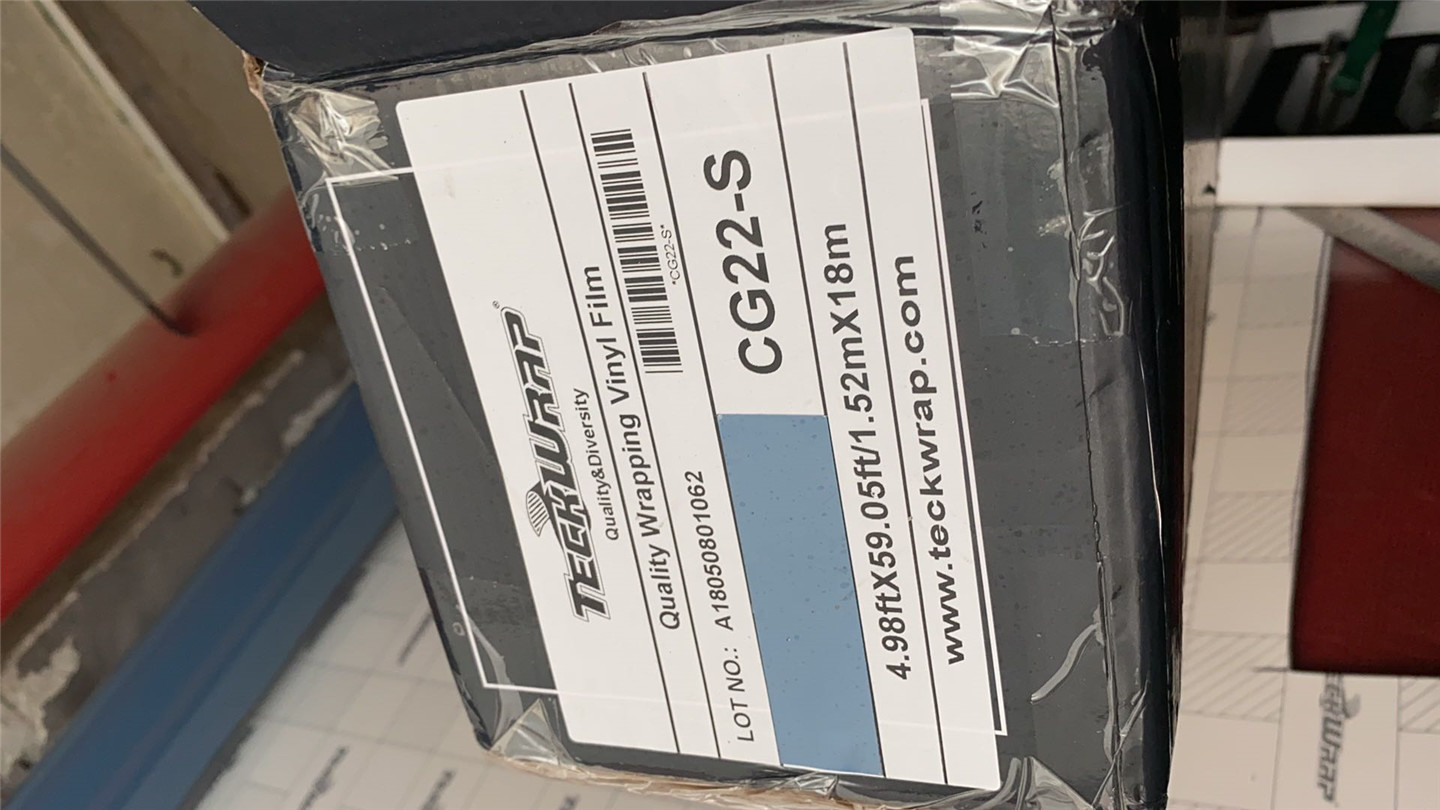 TECKWRAP®
Quality&Diversity
Quality Wrapping Vinyl Film
*CG22-S*
LOT NO.: A18050801062
CG22-S
4.98ftX59.05ft/1.52mX18m
www.teckwrap.com
TECKWRAP